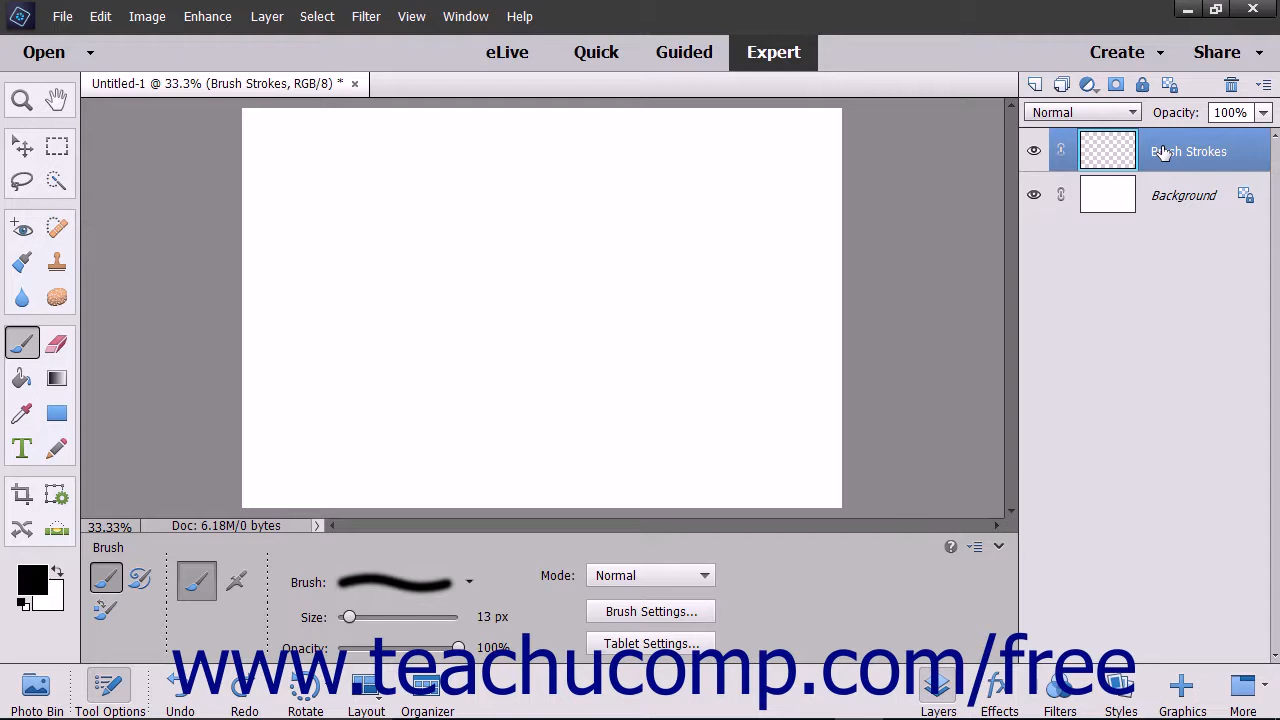 File Edit Image Enhance Layer Select Filter View Window Help
Open eLive Quick Guided Expert Create Share
Untitled-1 @ 33.3% (Brush Strokes, RGB/8) * ×
Normal Opacity: 100%
Brush Strokes
Background
33.33% Doc: 6.18M/0 bytes
Brush
Brush: Mode: Normal
Size: 13 px Brush Settings...
Opacity: 100% Tablet Settings...
www.teachucomp.com/free
Photo Bin Tool Options Undo Redo Rotate Layout Organizer Layers Effects Filters Styles Graphics More